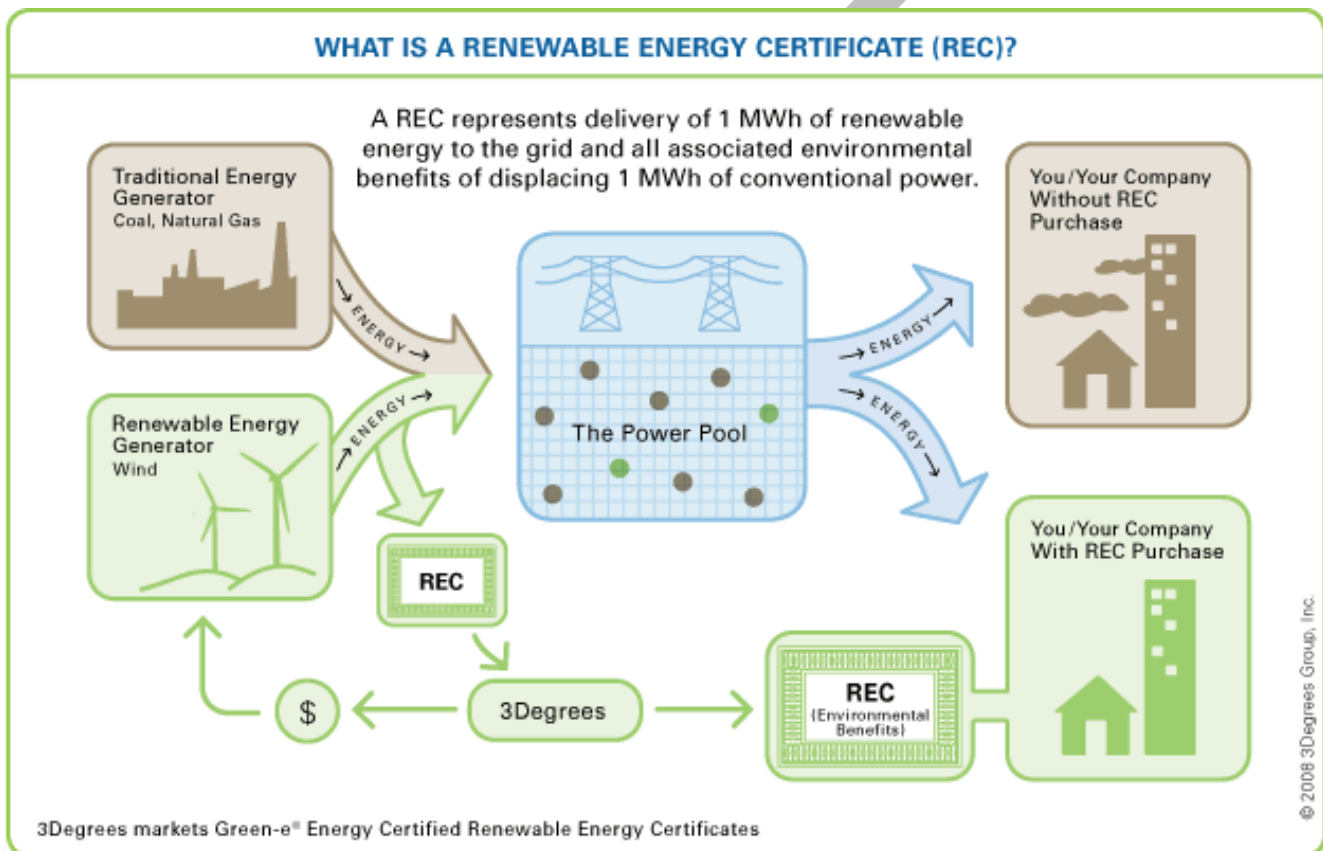 WHAT IS A RENEWABLE ENERGY CERTIFICATE (REC)?
A REC represents delivery of 1 MWh of renewable
energy to the grid and all associated environmental
benefits of displacing 1 MWh of conventional power.
Traditional Energy
Generator
Coal, Natural Gas
→ ENERGY →
Renewable Energy
Generator
Wind
→ ENERGY →
The Power Pool
→ ENERGY →
→ ENERGY →
You/Your Company
Without REC
Purchase
You/Your Company
With REC Purchase
REC
$
3Degrees
REC
(Environmental
Benefits)
3Degrees markets Green-e® Energy Certified Renewable Energy Certificates
© 2008 3Degrees Group, Inc.